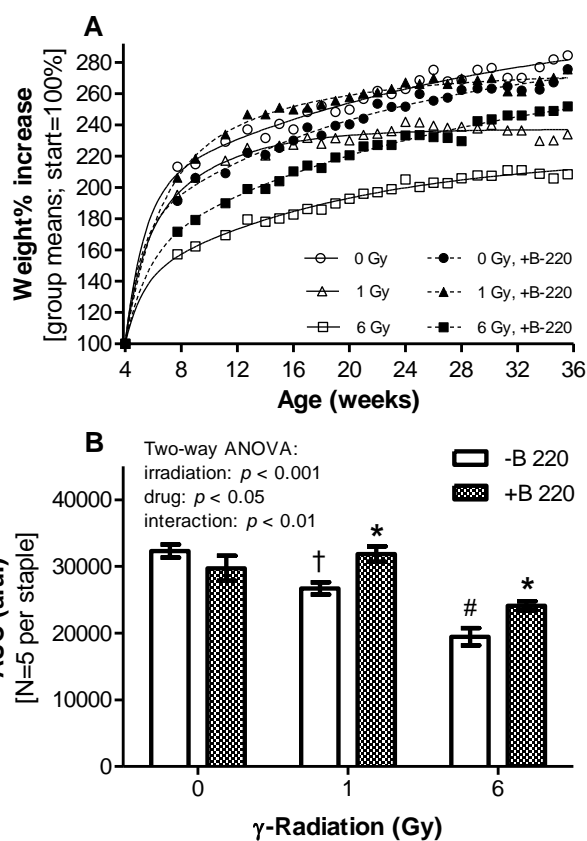 A
Weight% increase
[group means; start=100%]
280
260
240
220
200
180
160
140
120
100
4 8 12 16 20 24 28 32 36
Age (weeks)
0 Gy
0 Gy, +B-220
1 Gy
1 Gy, +B-220
6 Gy
6 Gy, +B-220
B
Two-way ANOVA:
irradiation: p < 0.001
drug: p < 0.05
interaction: p < 0.01
-B 220
+B 220
[N=5 per staple]
40000
30000
20000
10000
0
†
*
#
*
0 1 6
γ-Radiation (Gy)